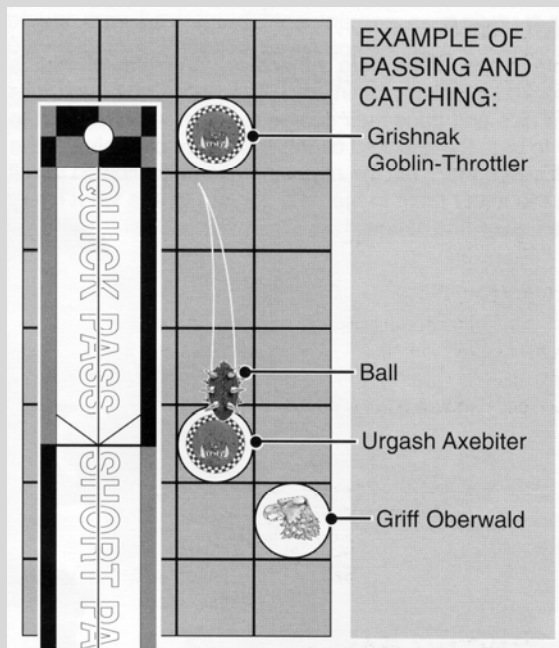 EXAMPLE OF
PASSING AND
CATCHING:
Grishnak
Goblin-Throttler
QUICK PASS
SHORT PA
Ball
Urgash Axebiter
Griff Oberwald